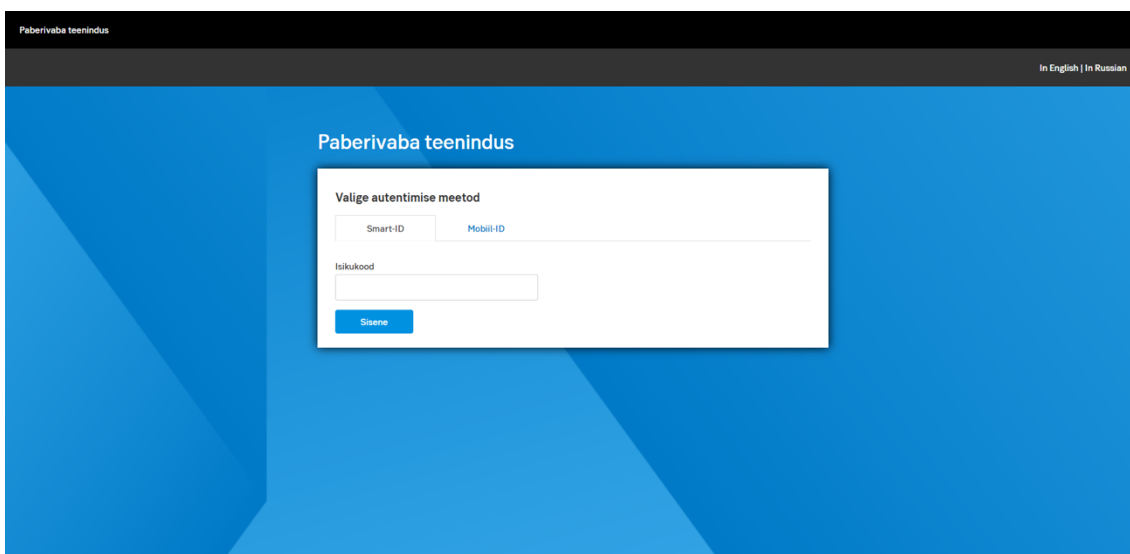 Paberivaba teenindus
In English | In Russian
Paberivaba teenindus
Valige autentimise meetod
Smart-ID Mobiil-ID
Isikukood
Sisene